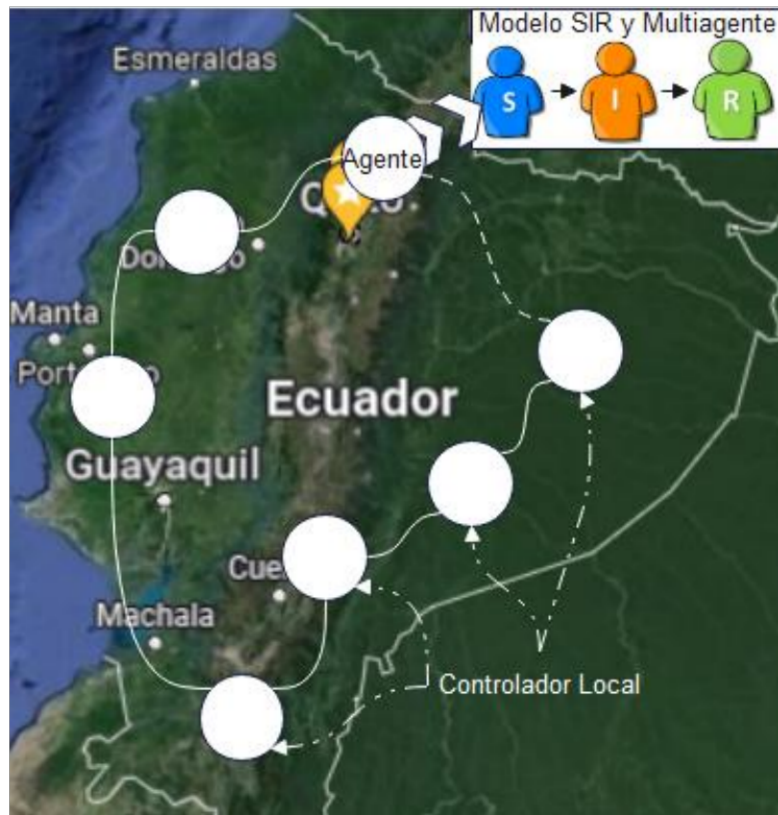 Modelo SIR y Multiagente
S I R
Esmeraldas
Agente
Manta
Ecuador
Guayaquil
Machala
Controlador Local